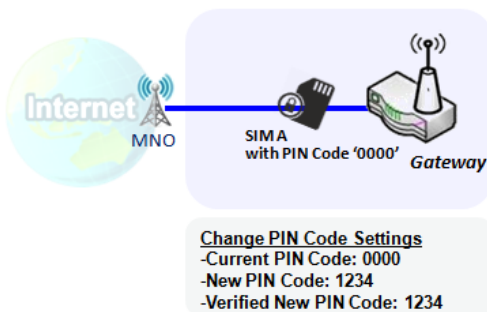 Internet
MNO
SIM A
with PIN Code ‘0000’
Gateway
Change PIN Code Settings
-Current PIN Code: 0000
-New PIN Code: 1234
-Verified New PIN Code: 1234